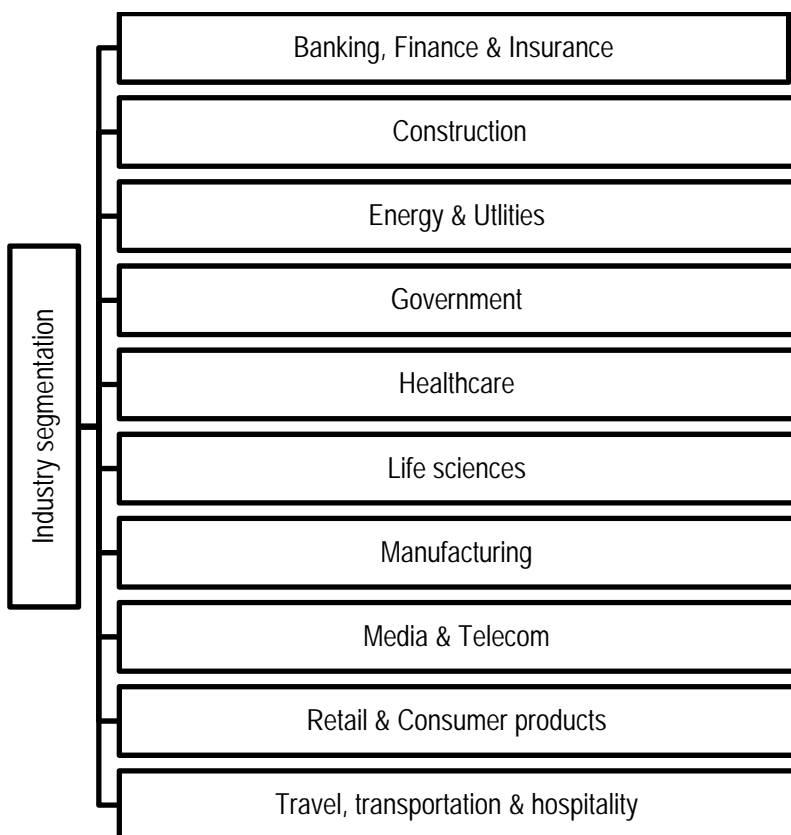 Industry segmentation
Banking, Finance & Insurance
Construction
Energy & Utlities
Government
Healthcare
Life sciences
Manufacturing
Media & Telecom
Retail & Consumer products
Travel, transportation & hospitality